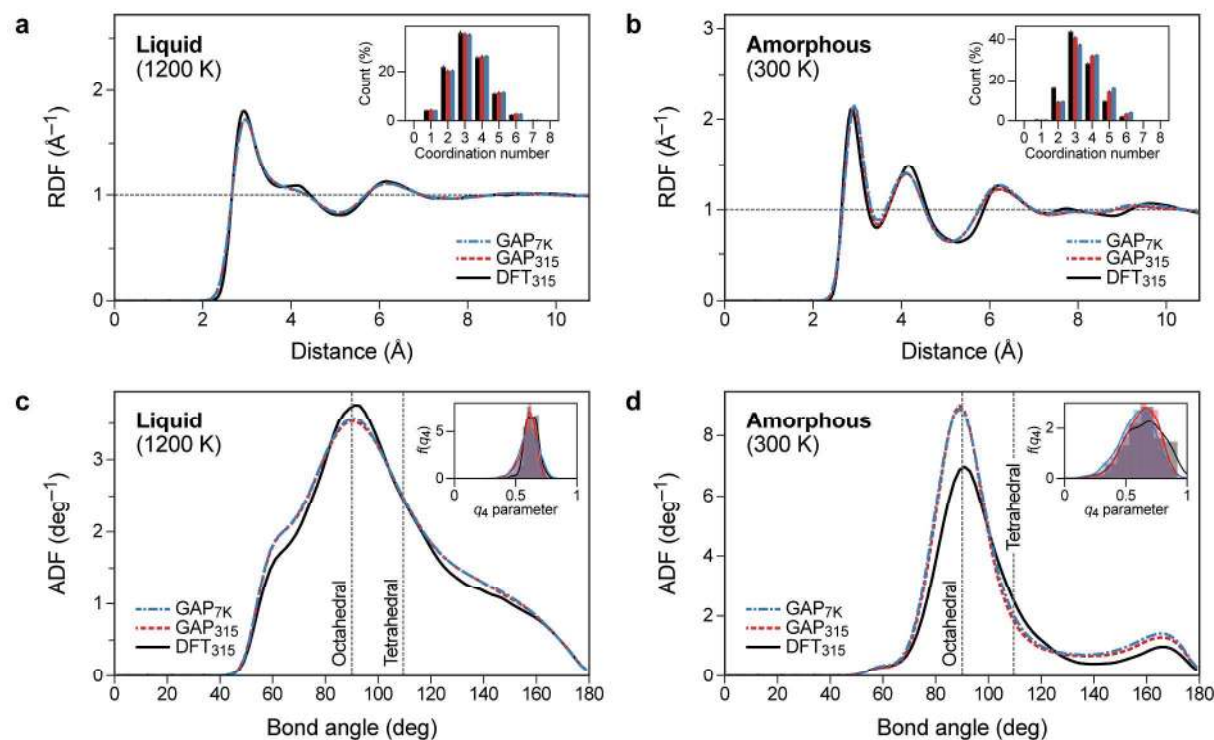 a
Liquid
(1200 K)
Count (%)
20
0
0 1 2 3 4 5 6 7 8
Coordination number
RDF (Å⁻¹)
2
1
0
GAP7K
GAP315
DFT315
0 2 4 6 8 10
Distance (Å)
b
Amorphous
(300 K)
Count (%)
40
20
0
0 1 2 3 4 5 6 7 8
Coordination number
RDF (Å⁻¹)
3
2
1
0
GAP7K
GAP315
DFT315
0 2 4 6 8 10
Distance (Å)
c
Liquid
(1200 K)
f(q4)
5
0
0 0.5 1
q4 parameter
ADF (deg⁻¹)
3
2
1
0
Octahedral
Tetrahedral
GAP7K
GAP315
DFT315
0 20 40 60 80 100 120 140 160 180
Bond angle (deg)
d
Amorphous
(300 K)
f(q4)
2
0
0 0.5 1
q4 parameter
ADF (deg⁻¹)
8
6
4
2
0
Octahedral
Tetrahedral
GAP7K
GAP315
DFT315
0 20 40 60 80 100 120 140 160 180
Bond angle (deg)